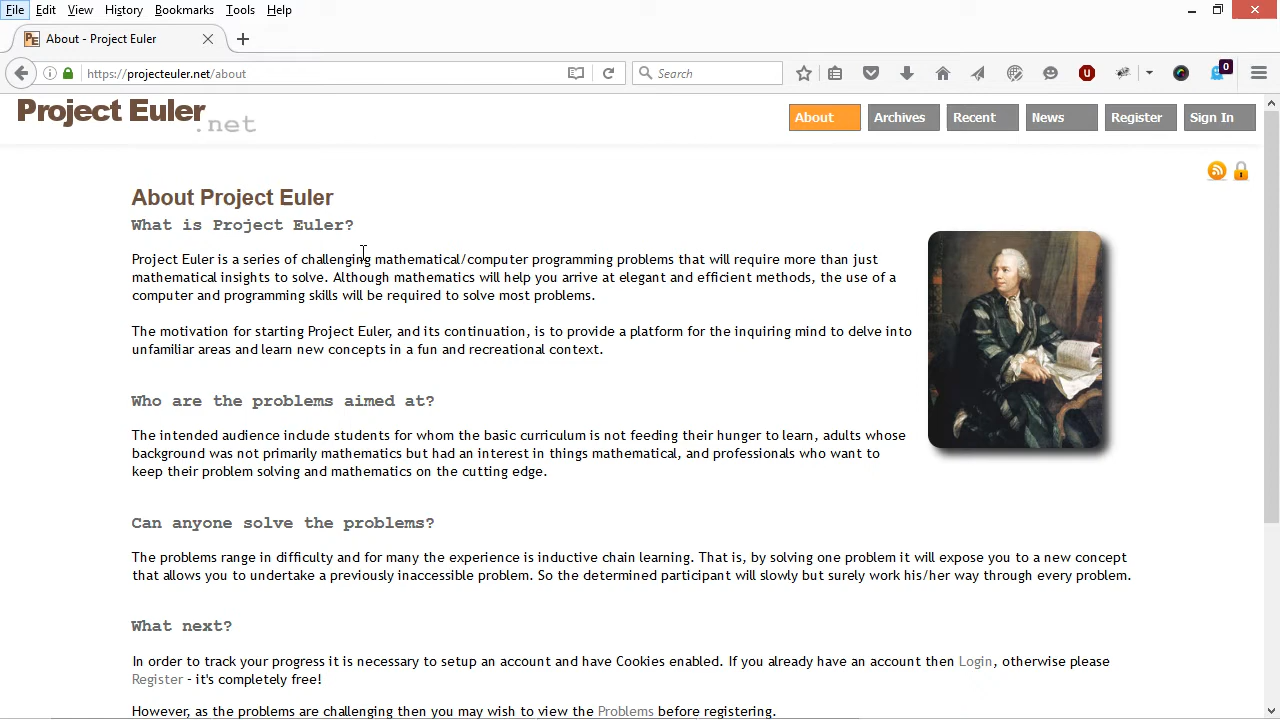 File Edit View History Bookmarks Tools Help
About - Project Euler
https://projecteuler.net/about
Search
0
Project Euler
.net
About Archives Recent News Register Sign In
About Project Euler
What is Project Euler?
Project Euler is a series of challenging mathematical/computer programming problems that will require more than just
mathematical insights to solve. Although mathematics will help you arrive at elegant and efficient methods, the use of a
computer and programming skills will be required to solve most problems.
The motivation for starting Project Euler, and its continuation, is to provide a platform for the inquiring mind to delve into
unfamiliar areas and learn new concepts in a fun and recreational context.
Who are the problems aimed at?
The intended audience include students for whom the basic curriculum is not feeding their hunger to learn, adults whose
background was not primarily mathematics but had an interest in things mathematical, and professionals who want to
keep their problem solving and mathematics on the cutting edge.
Can anyone solve the problems?
The problems range in difficulty and for many the experience is inductive chain learning. That is, by solving one problem it will expose you to a new concept
that allows you to undertake a previously inaccessible problem. So the determined participant will slowly but surely work his/her way through every problem.
What next?
In order to track your progress it is necessary to setup an account and have Cookies enabled. If you already have an account then Login, otherwise please
Register - it's completely free!
However, as the problems are challenging then you may wish to view the Problems before registering.